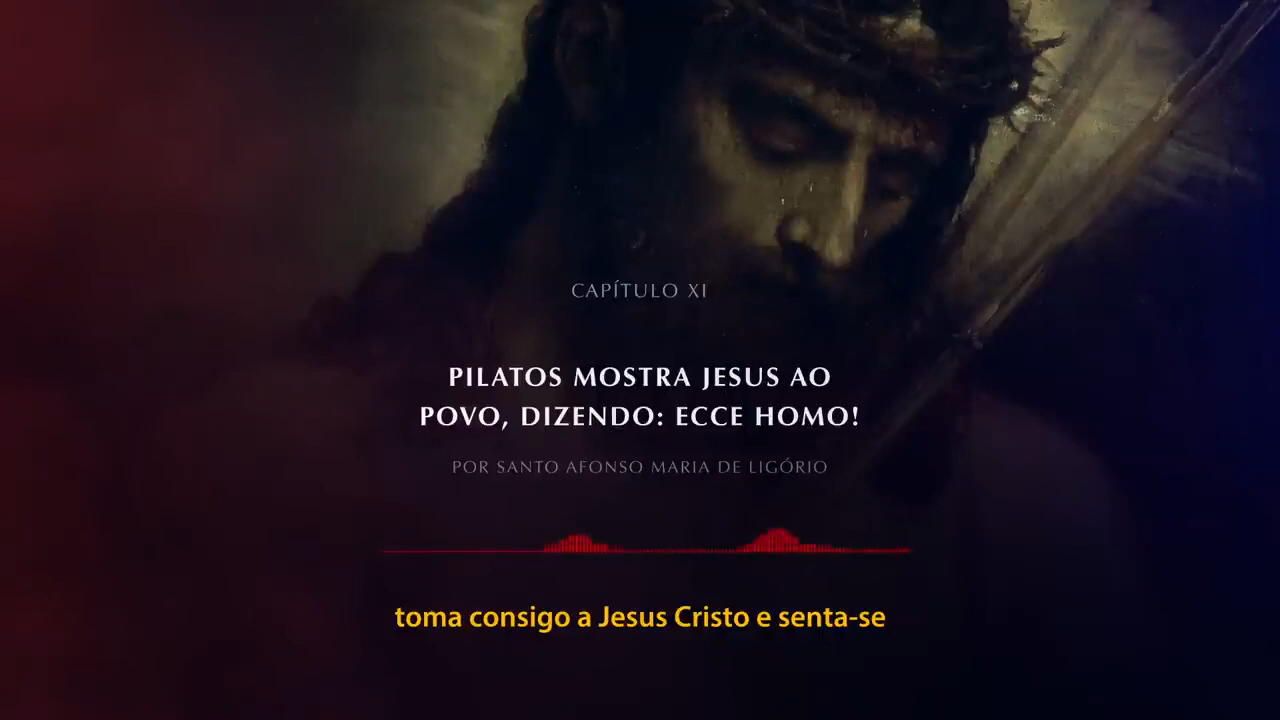 CAPÍTULO XI
PILATOS MOSTRA JESUS AO
POVO, DIZENDO: ECCE HOMO!
POR SANTO AFONSO MARIA DE LIGÓRIO
toma consigo a Jesus Cristo e senta-se